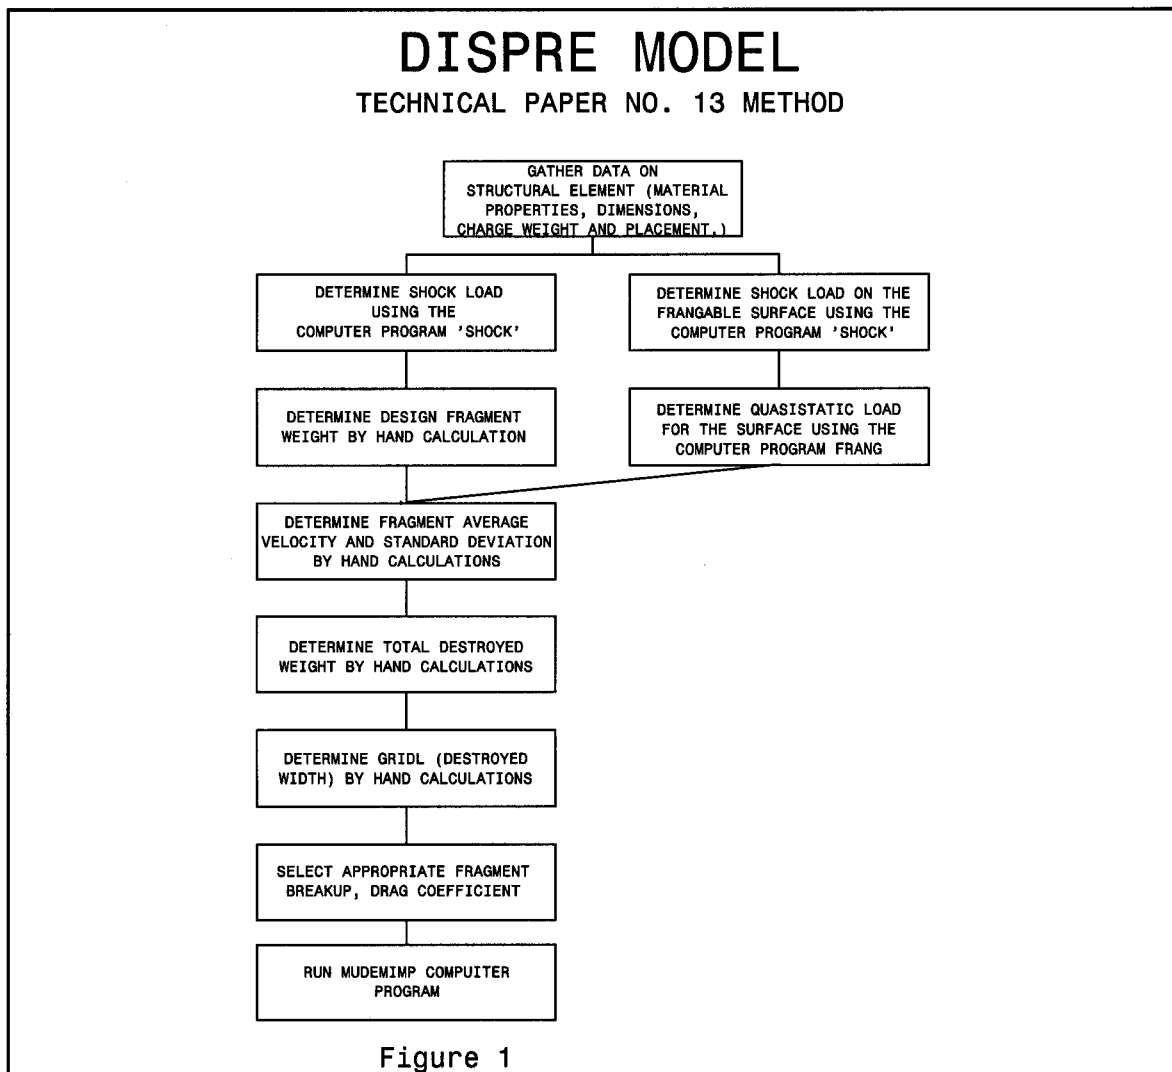 DISPRE MODEL
TECHNICAL PAPER NO. 13 METHOD
GATHER DATA ON
STRUCTURAL ELEMENT (MATERIAL
PROPERTIES, DIMENSIONS,
CHARGE WEIGHT AND PLACEMENT,)
DETERMINE SHOCK LOAD
USING THE
COMPUTER PROGRAM 'SHOCK'
DETERMINE SHOCK LOAD ON THE
FRANGABLE SURFACE USING THE
COMPUTER PROGRAM 'SHOCK'
DETERMINE DESIGN FRAGMENT
WEIGHT BY HAND CALCULATION
DETERMINE QUASISTATIC LOAD
FOR THE SURFACE USING THE
COMPUTER PROGRAM FRANG
DETERMINE FRAGMENT AVERAGE
VELOCITY AND STANDARD DEVIATION
BY HAND CALCULATIONS
DETERMINE TOTAL DESTROYED
WEIGHT BY HAND CALCULATIONS
DETERMINE GRIDL (DESTROYED
WIDTH) BY HAND CALCULATIONS
SELECT APPROPRIATE FRAGMENT
BREAKUP, DRAG COEFFICIENT
RUN MUDEMIMP COMPUITER
PROGRAM
Figure 1